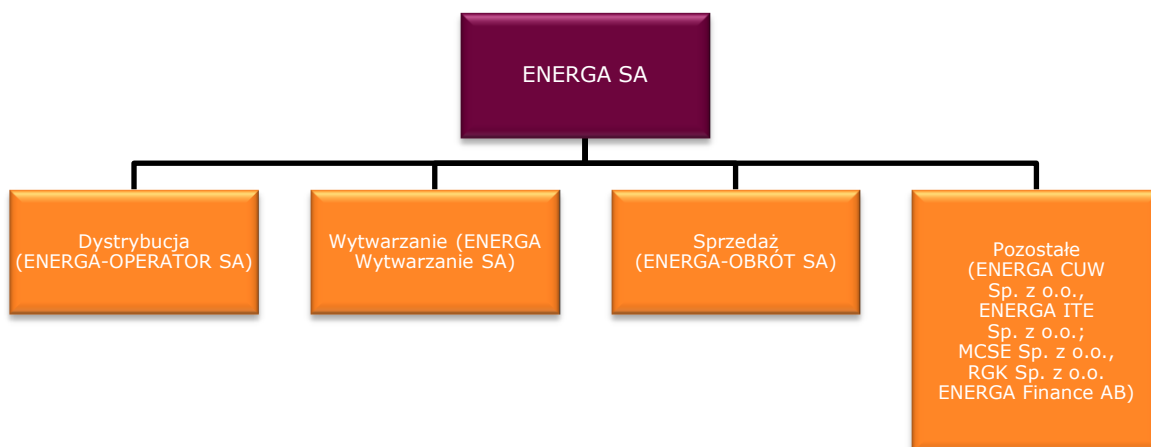 ENERGA SA
Dystrybucja
(ENERGA-OPERATOR SA)
Wytwarzanie (ENERGA
Wytwarzanie SA)
Sprzedaż
(ENERGA-OBRÓT SA)
Pozostałe
(ENERGA CUW
Sp. z o.o.,
ENERGA ITE
Sp. z o.o.;
MCSE Sp. z o.o.,
RGK Sp. z o.o.
ENERGA Finance AB)